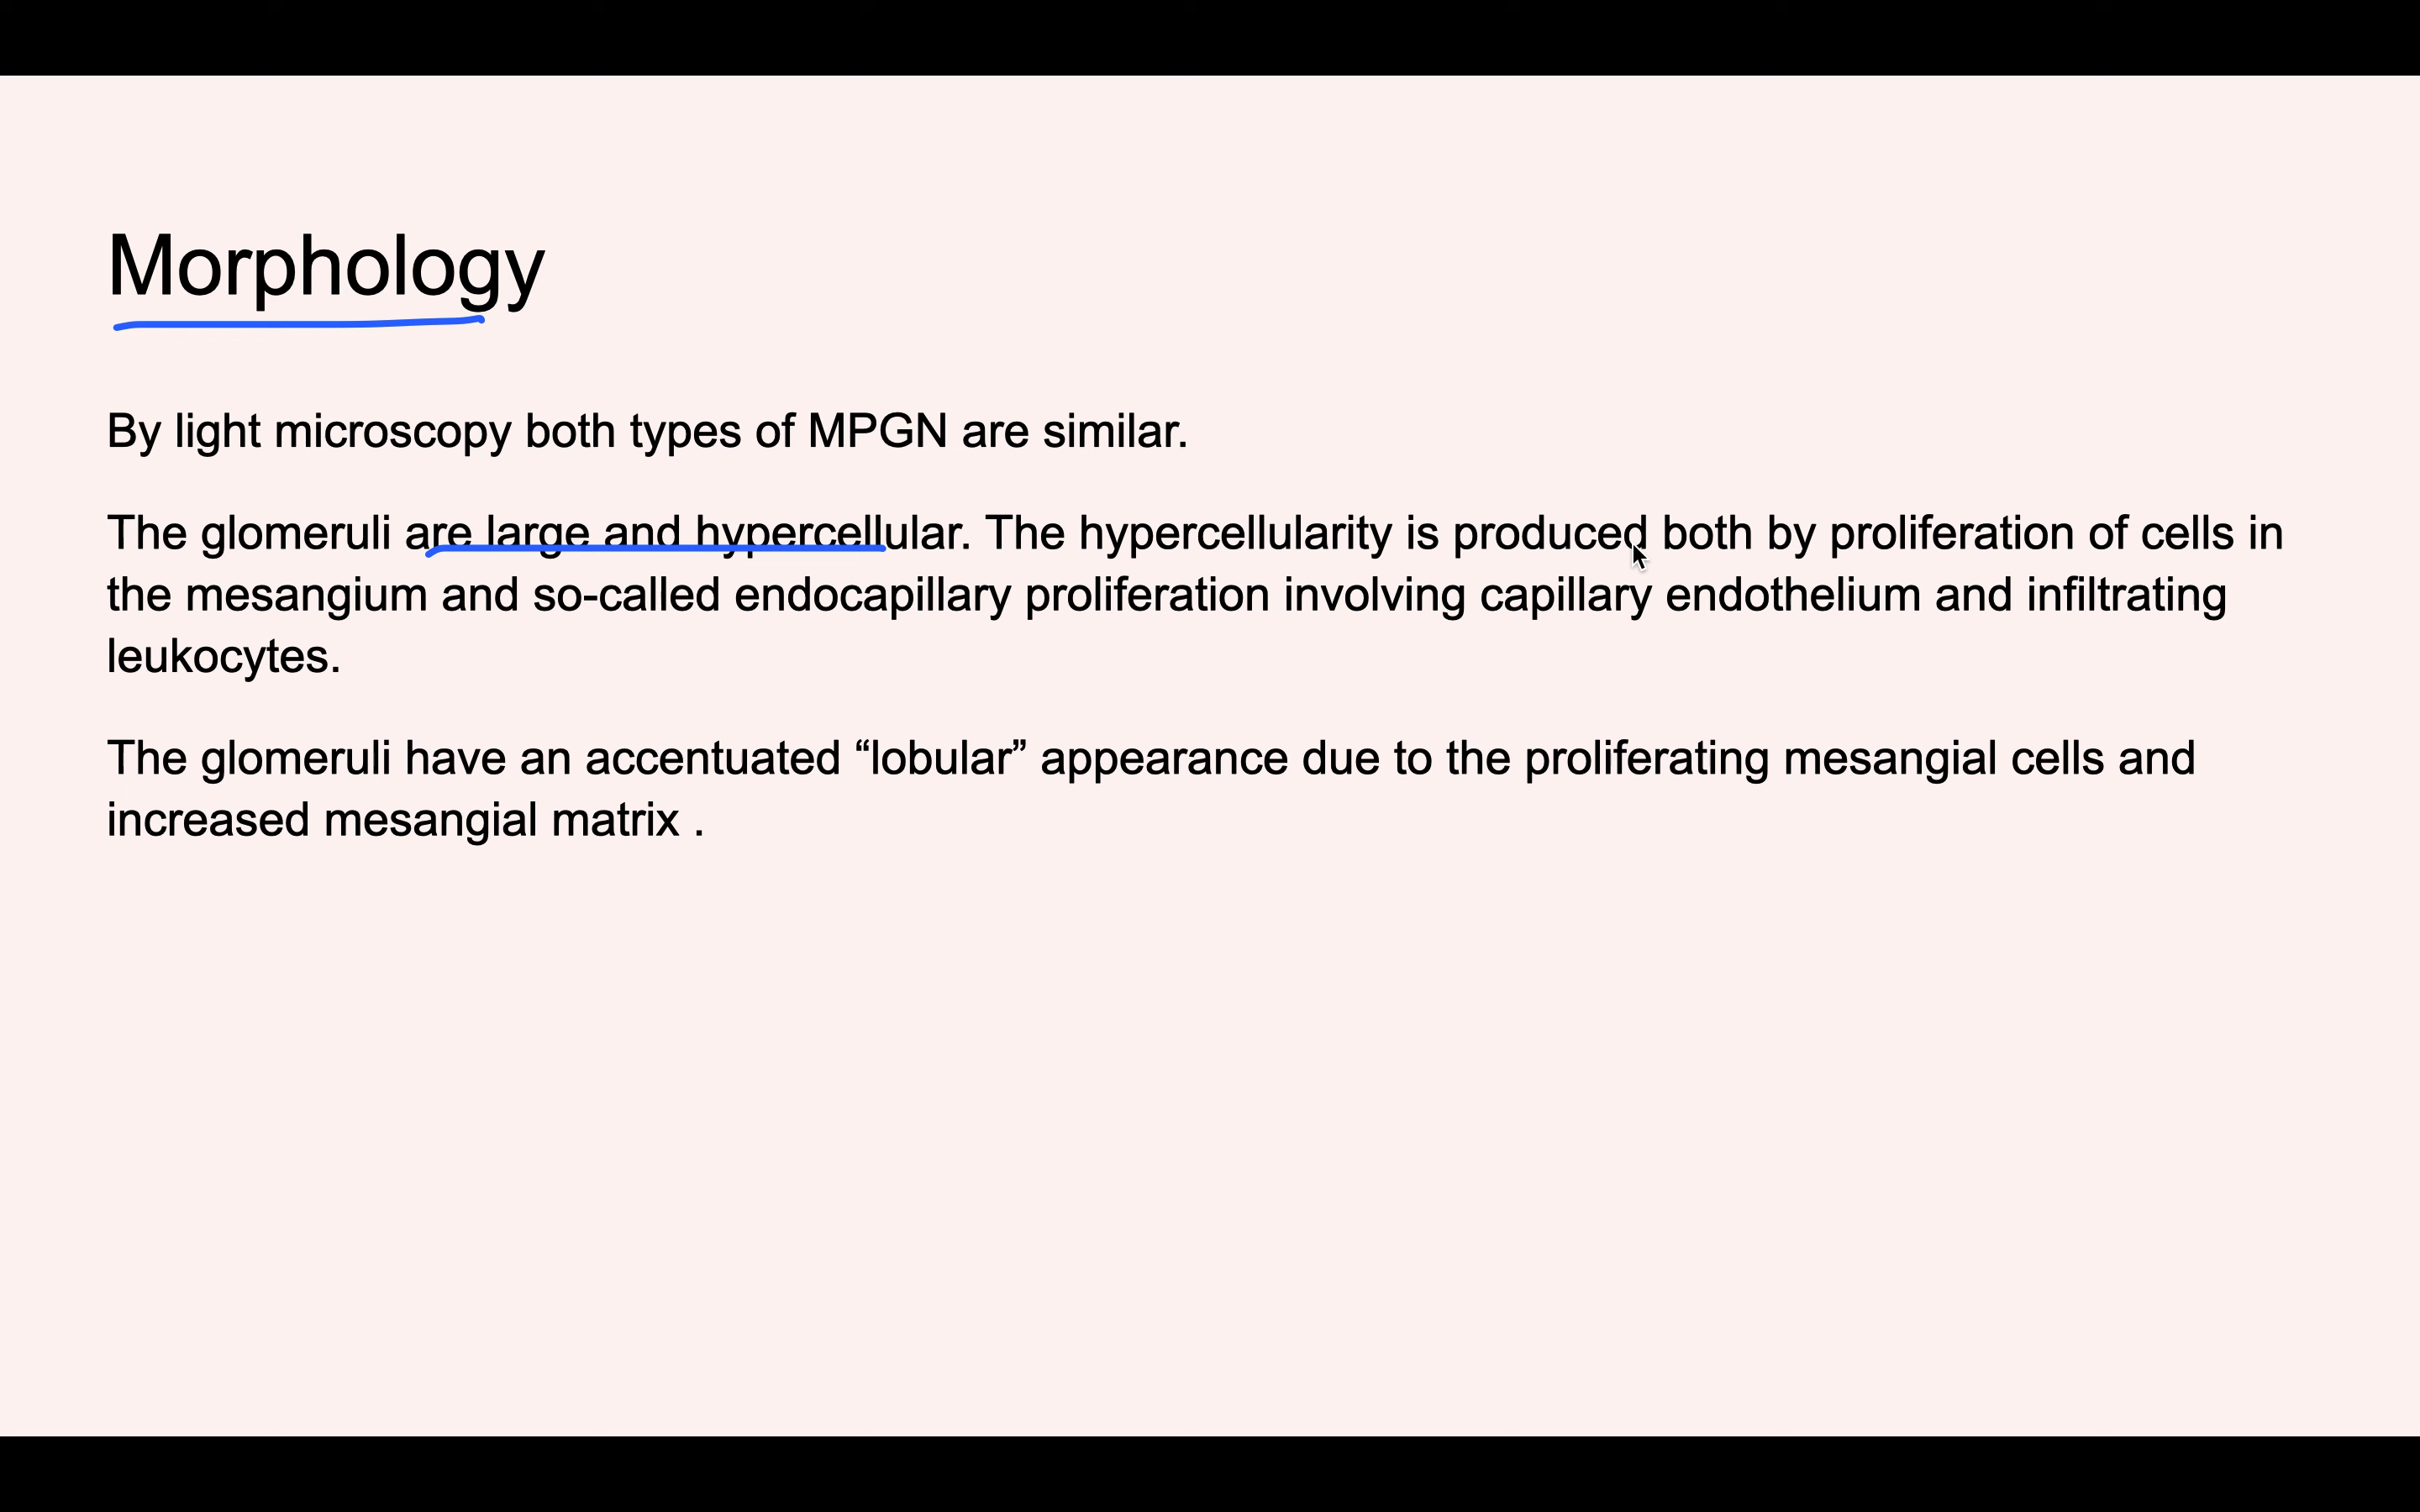 Morphology
By light microscopy both types of MPGN are similar.
The glomeruli are large and hypercellular. The hypercellularity is produced both by proliferation of cells in
the mesangium and so-called endocapillary proliferation involving capillary endothelium and infiltrating
leukocytes.
The glomeruli have an accentuated “lobular” appearance due to the proliferating mesangial cells and
increased mesangial matrix .